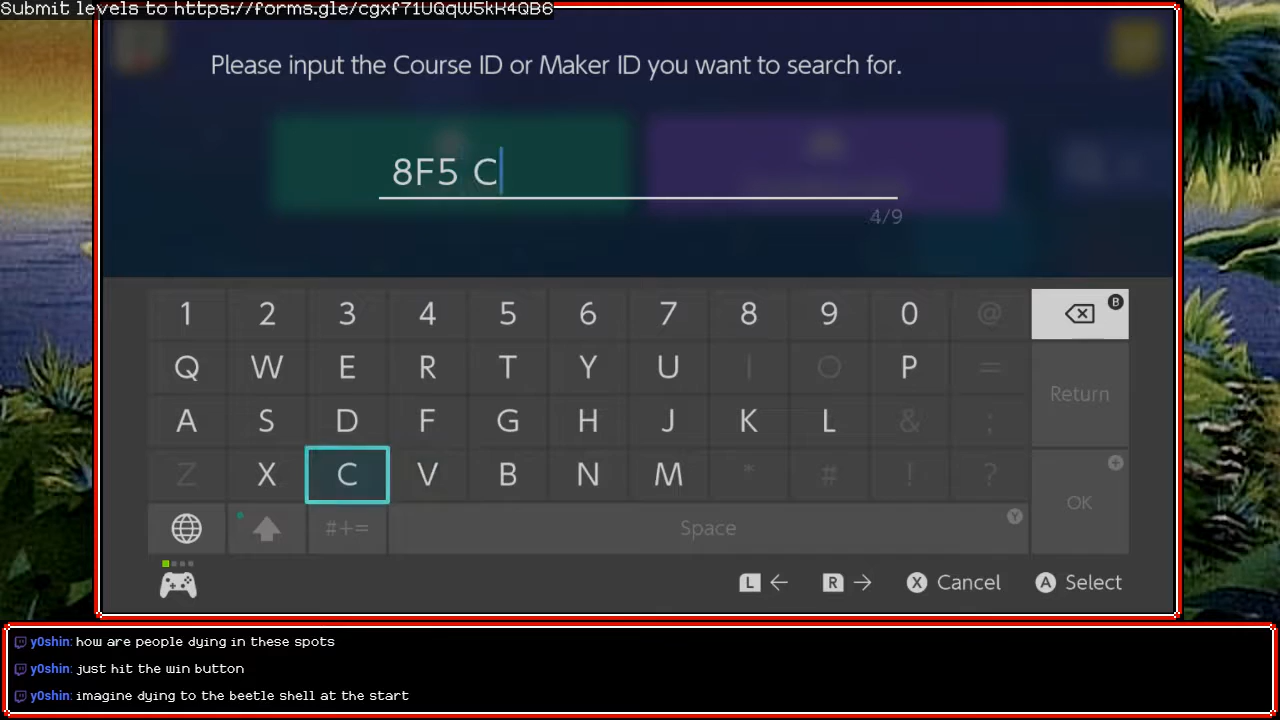 Submit levels to https://forms.gle/cgxf71UQqW5kH4QB6
Please input the Course ID or Maker ID you want to search for.
8F5 C
4/9
1 2 3 4 5 6 7 8 9 0 @ B
Q W E R T Y U I O P = Return
A S D F G H J K L & ;
Z X C V B N M * # ! ? OK
#+= Space Y
L ← R → X Cancel A Select
y0shin: how are people dying in these spots
y0shin: just hit the win button
y0shin: imagine dying to the beetle shell at the start